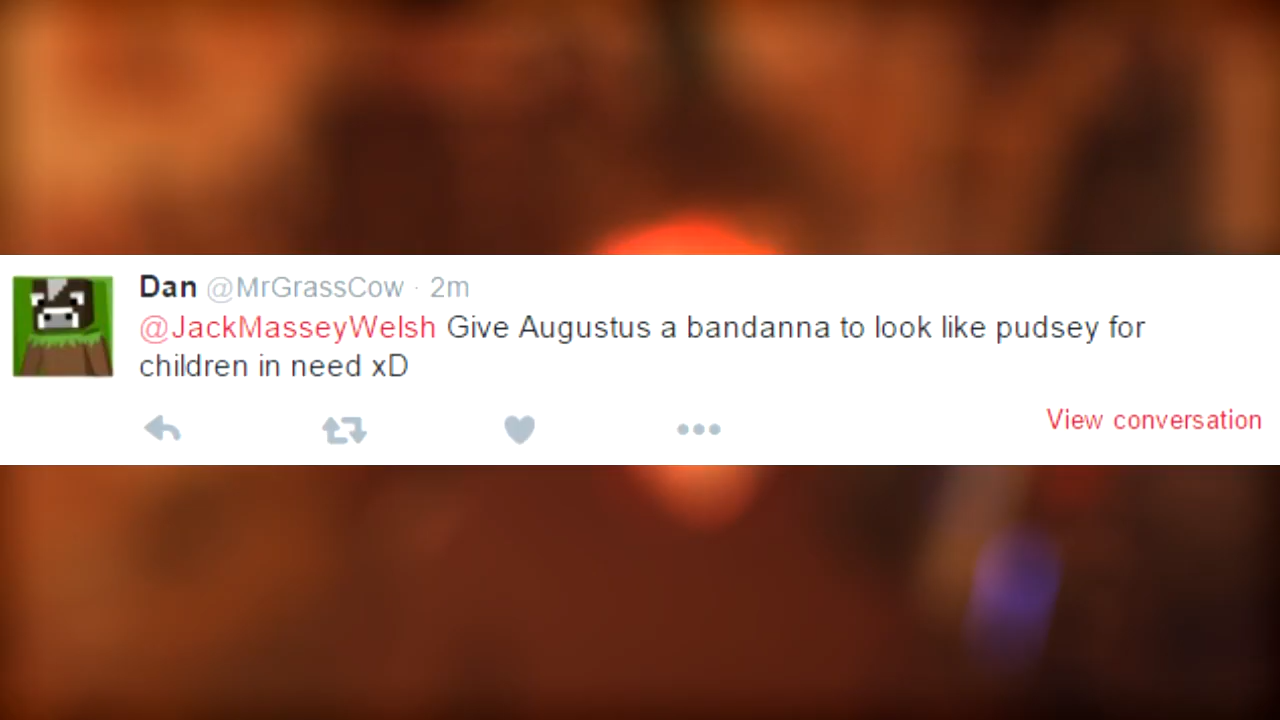 Dan @MrGrassCow · 2m
@JackMasseyWelsh Give Augustus a bandanna to look like pudsey for
children in need xD
View conversation